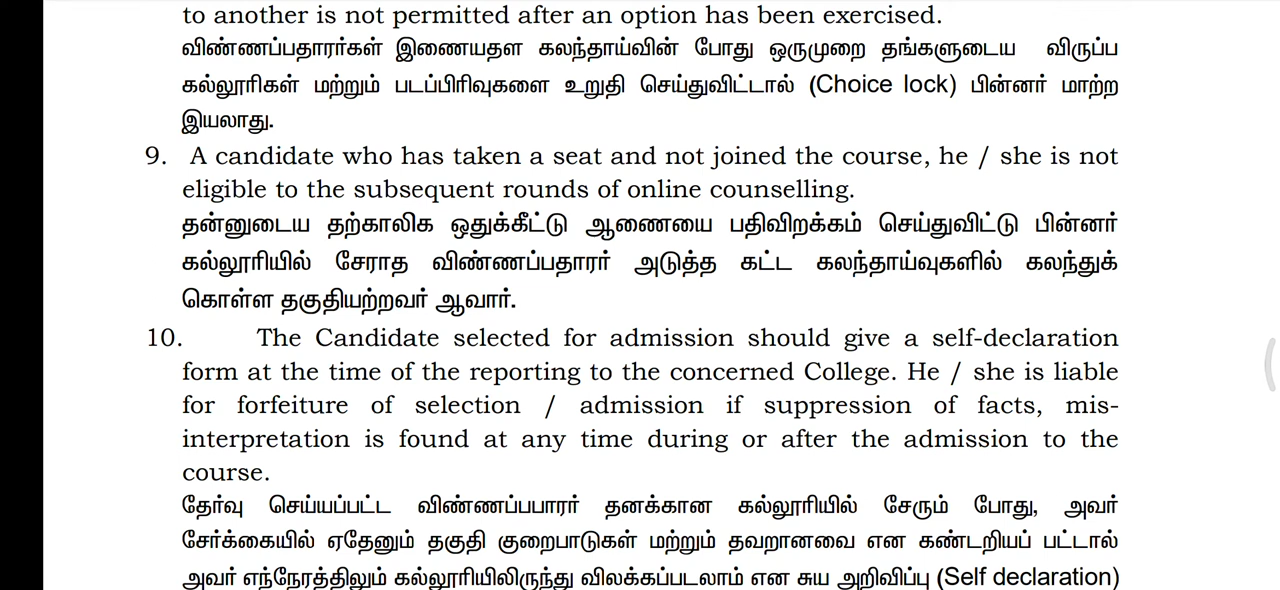 to another is not permitted after an option has been exercised.
விண்ணப்பதாரர்கள் இணையதள கலந்தாய்வின் போது ஒருமுறை தங்களுடைய விருப்ப
கல்லூரிகள் மற்றும் படப்பிரிவுகளை உறுதி செய்துவிட்டால் (Choice lock) பின்னர் மாற்ற
இயலாது.
9. A candidate who has taken a seat and not joined the course, he / she is not
eligible to the subsequent rounds of online counselling.
தன்னுடைய தற்காலிக ஒதுக்கீட்டு ஆணையை பதிவிறக்கம் செய்துவிட்டு பின்னர்
கல்லூரியில் சேராத விண்ணப்பதாரர் அடுத்த கட்ட கலந்தாய்வுகளில் கலந்துக்
கொள்ள தகுதியற்றவர் ஆவார்.
10. The Candidate selected for admission should give a self-declaration
form at the time of the reporting to the concerned College. He / she is liable
for forfeiture of selection / admission if suppression of facts, mis-
interpretation is found at any time during or after the admission to the
course.
தேர்வு செய்யப்பட்ட விண்ணப்பபாரர் தனக்கான கல்லூரியில் சேரும் போது, அவர்
சேர்க்கையில் ஏதேனும் தகுதி குறைபாடுகள் மற்றும் தவறானவை என கண்டறியப் பட்டால்
அவர் எந்நேரத்திலும் கல்லூரியிலிருந்து விலக்கப்படலாம் என சுய அறிவிப்பு (Self declaration)